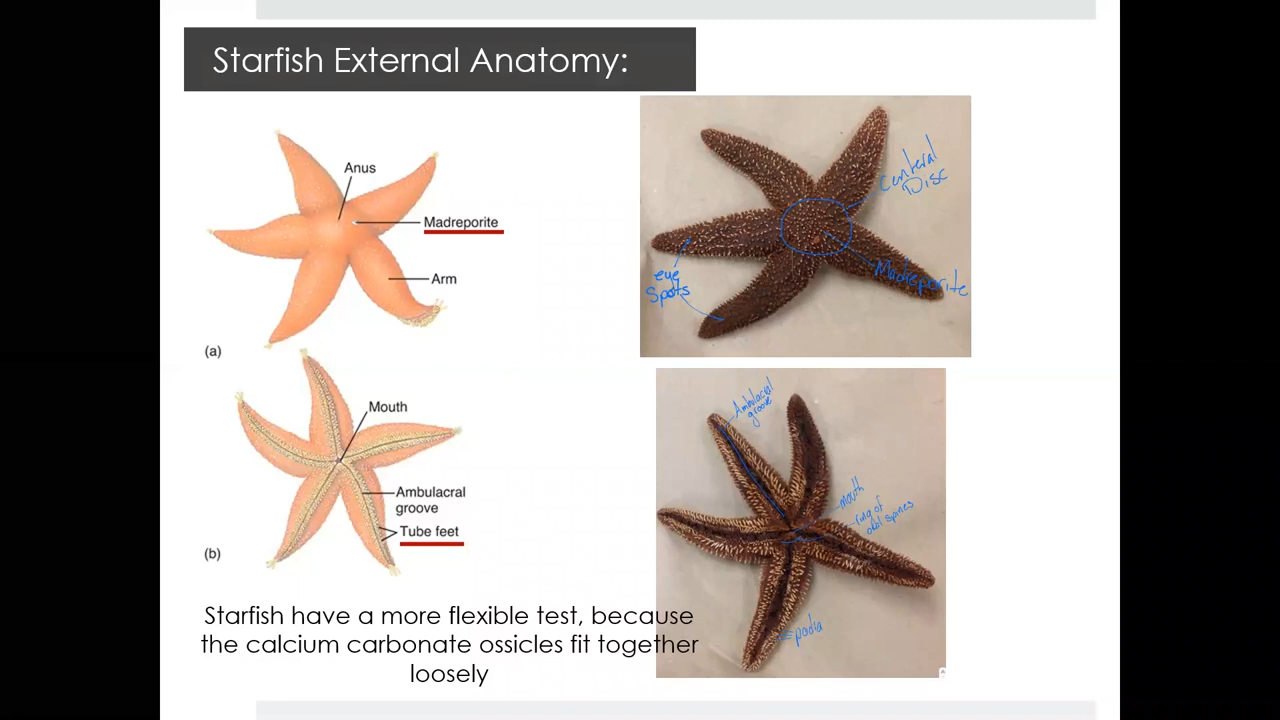 Starfish External Anatomy:
Anus
Madreporite
Arm
(a)
Mouth
Ambulacral
groove
Tube feet
(b)
Starfish have a more flexible test, because
the calcium carbonate ossicles fit together
loosely
Centeral
Disc
Madreporite
eye
Spots
Ambulacral
groove
mouth
ring of
oral spines
podia